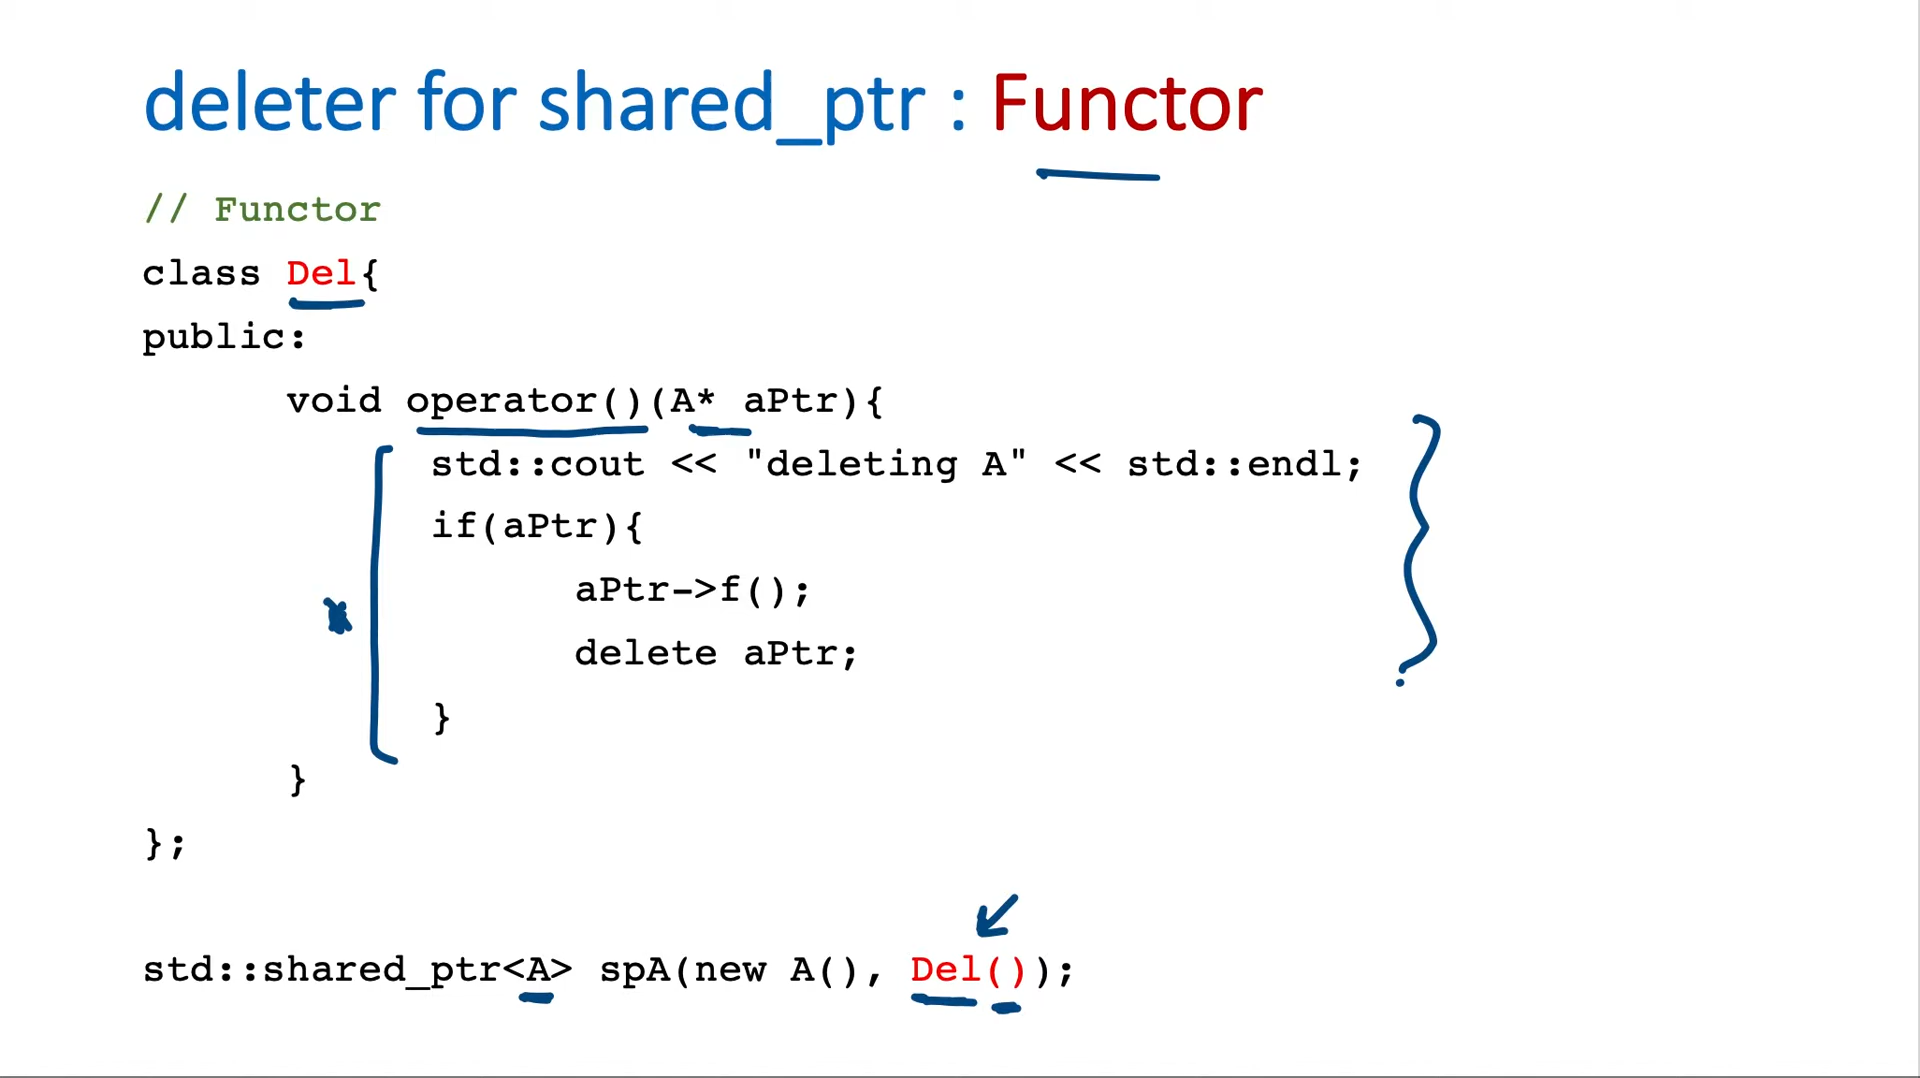 deleter for shared_ptr : Functor
// Functor
class Del{
public:
void operator()(A* aPtr){
std::cout << "deleting A" << std::endl;
if(aPtr){
aPtr->f();
delete aPtr;
}
}
};
std::shared_ptr<A> spA(new A(), Del());